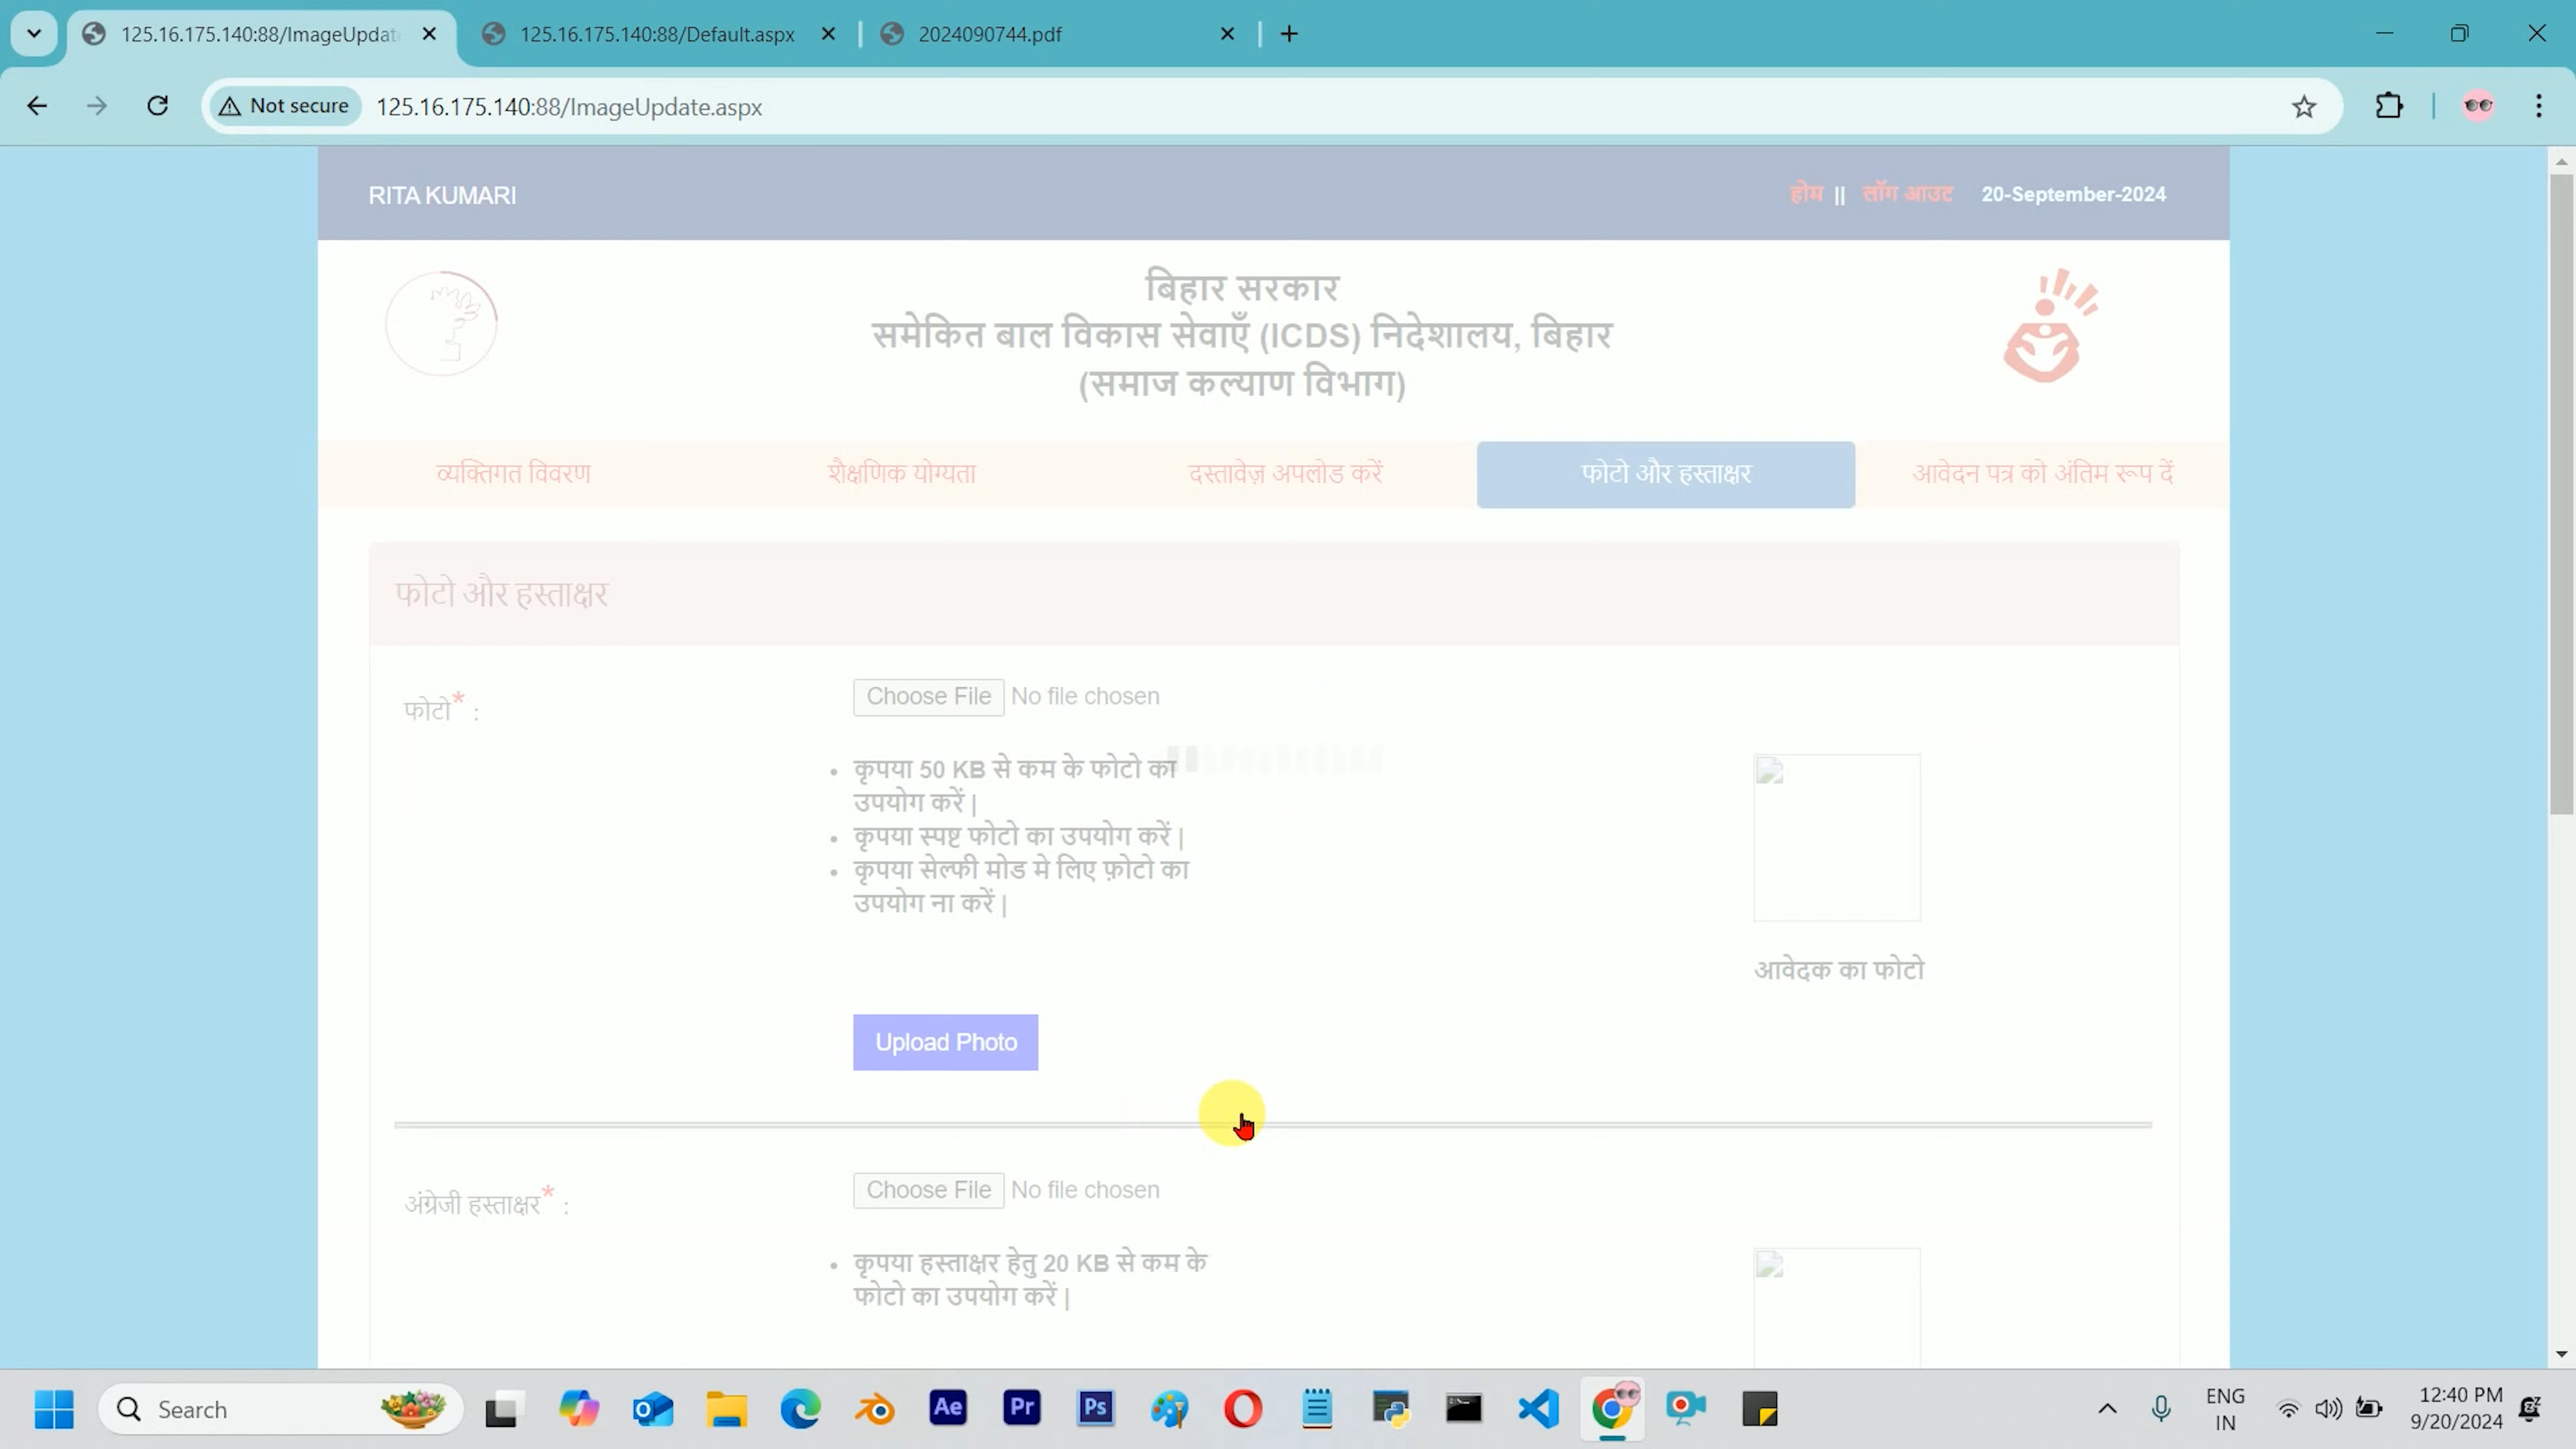 125.16.175.140:88/ImageUpdat
125.16.175.140:88/Default.aspx
2024090744.pdf
Not secure
125.16.175.140:88/ImageUpdate.aspx
RITA KUMARI
होम || लॉग आउट 20-September-2024
बिहार सरकार
समेकित बाल विकास सेवाएँ (ICDS) निदेशालय, बिहार
(समाज कल्याण विभाग)
व्यक्तिगत विवरण
शैक्षणिक योग्यता
दस्तावेज़ अपलोड करें
फोटो और हस्ताक्षर
आवेदन पत्र को अंतिम रूप दें
फोटो और हस्ताक्षर
फोटो* :
Choose File No file chosen
• कृपया 50 KB से कम के फोटो का
उपयोग करें |
• कृपया स्पष्ट फोटो का उपयोग करें |
• कृपया सेल्फी मोड मे लिए फ़ोटो का
उपयोग ना करें |
आवेदक का फोटो
Upload Photo
अंग्रेजी हस्ताक्षर* :
Choose File No file chosen
• कृपया हस्ताक्षर हेतु 20 KB से कम के
फोटो का उपयोग करें |
Search
Ae
Pr
Ps
ENG
IN
12:40 PM
9/20/2024